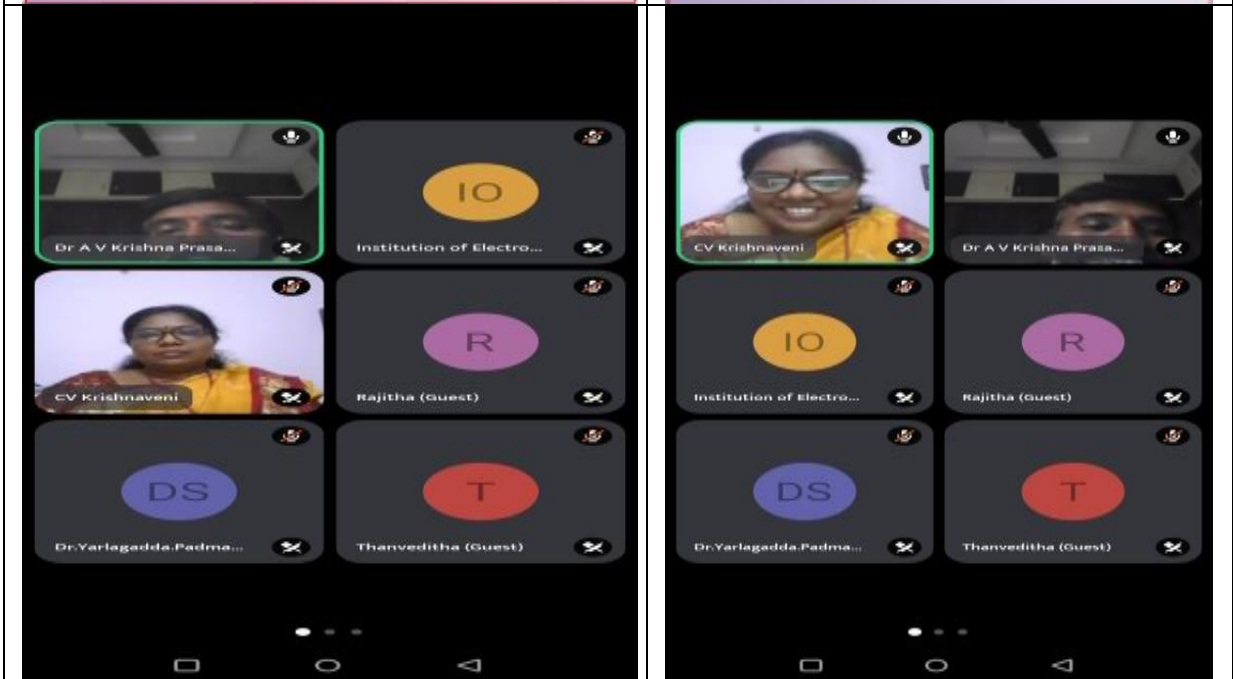 Dr A V Krishna Prasa...
IO
Institution of Electro...
CV Krishnaveni
R
Rajitha (Guest)
DS
Dr.Yarlagadda.Padma...
T
Thanveditha (Guest)
CV Krishnaveni
Dr A V Krishna Prasa...
IO
Institution of Electro...
R
Rajitha (Guest)
DS
Dr.Yarlagadda.Padma...
T
Thanveditha (Guest)